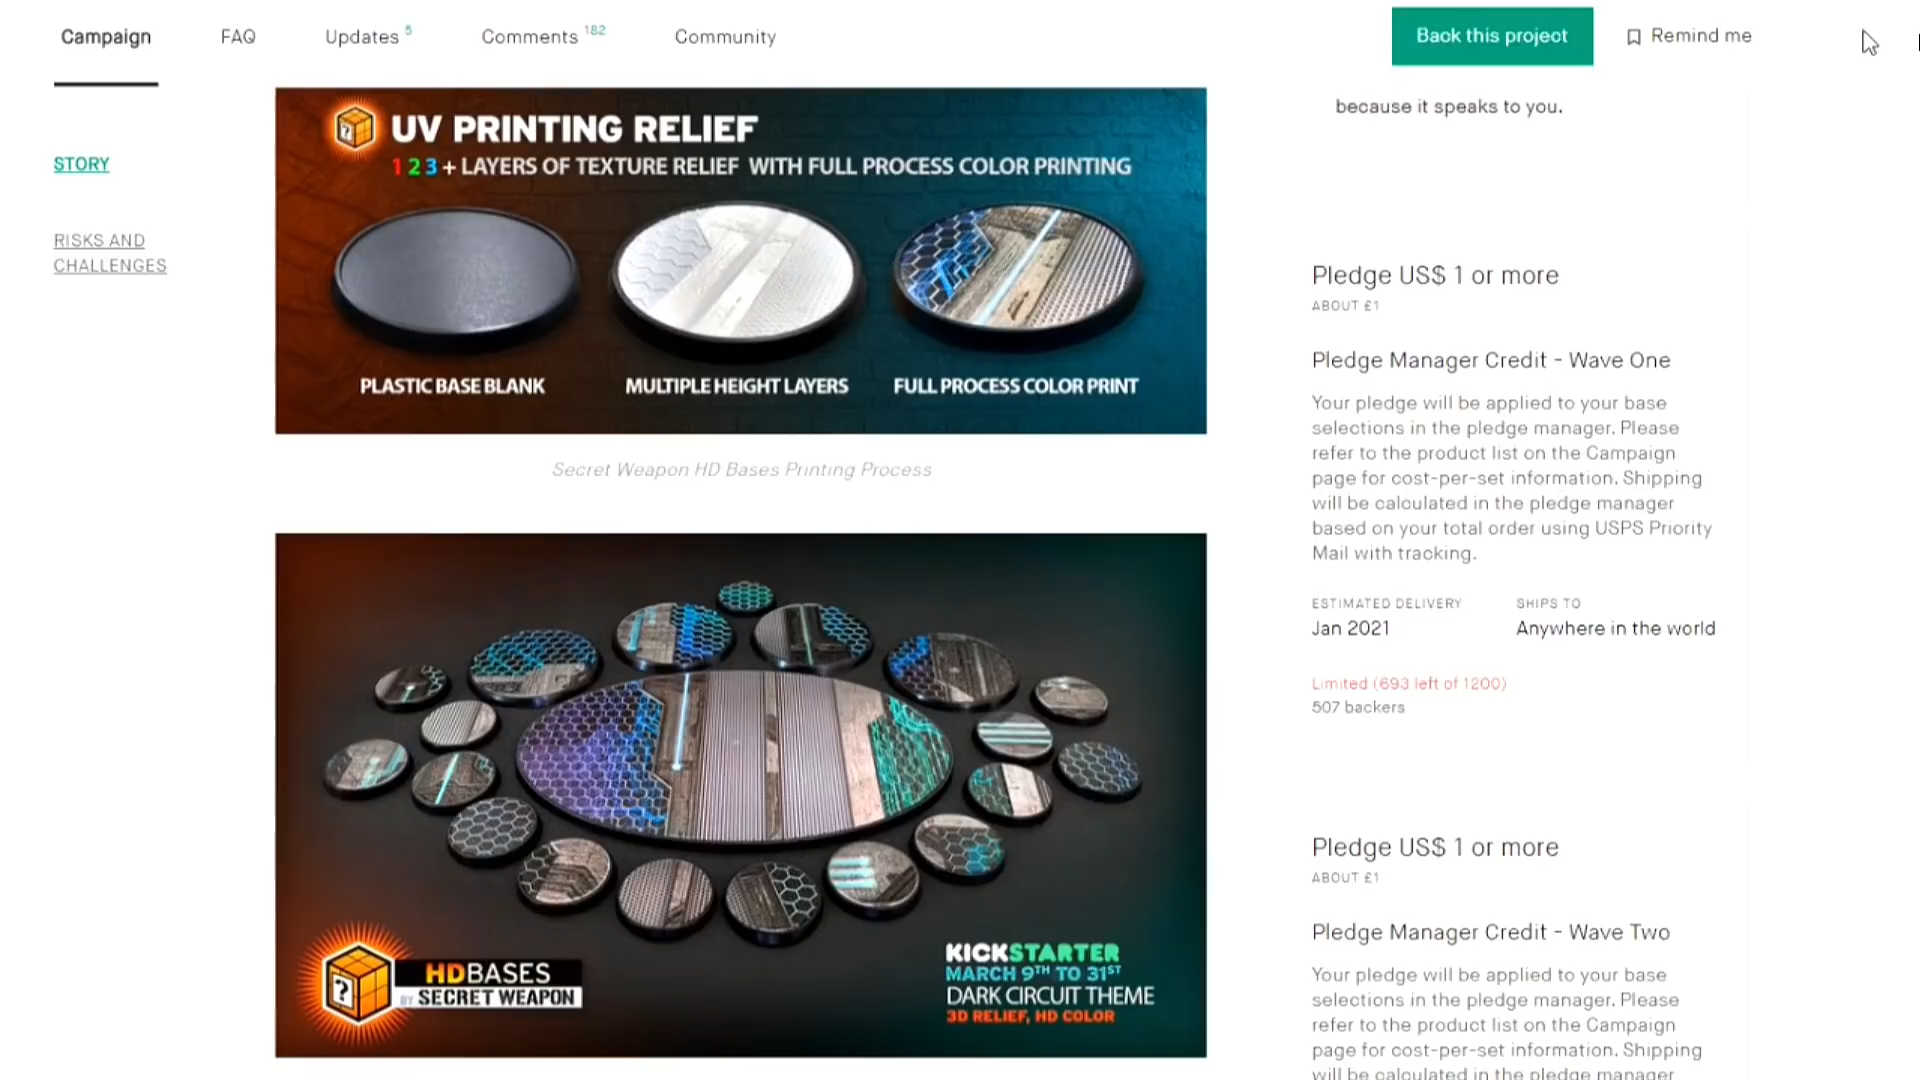 Campaign
FAQ
Updates 5
Comments 182
Community
Back this project
Remind me
STORY
RISKS AND
CHALLENGES
? UV PRINTING RELIEF
1 2 3 + LAYERS OF TEXTURE RELIEF WITH FULL PROCESS COLOR PRINTING
PLASTIC BASE BLANK
MULTIPLE HEIGHT LAYERS
FULL PROCESS COLOR PRINT
Secret Weapon HD Bases Printing Process
? HDBASES
BY SECRET WEAPON
KICKSTARTER
MARCH 9TH TO 31ST
DARK CIRCUIT THEME
3D RELIEF, HD COLOR
because it speaks to you.
Pledge US$ 1 or more
ABOUT £1
Pledge Manager Credit - Wave One
Your pledge will be applied to your base
selections in the pledge manager. Please
refer to the product list on the Campaign
page for cost-per-set information. Shipping
will be calculated in the pledge manager
based on your total order using USPS Priority
Mail with tracking.
ESTIMATED DELIVERY
Jan 2021
SHIPS TO
Anywhere in the world
Limited (693 left of 1200)
507 backers
Pledge US$ 1 or more
ABOUT £1
Pledge Manager Credit - Wave Two
Your pledge will be applied to your base
selections in the pledge manager. Please
refer to the product list on the Campaign
page for cost-per-set information. Shipping
will be calculated in the pledge manager